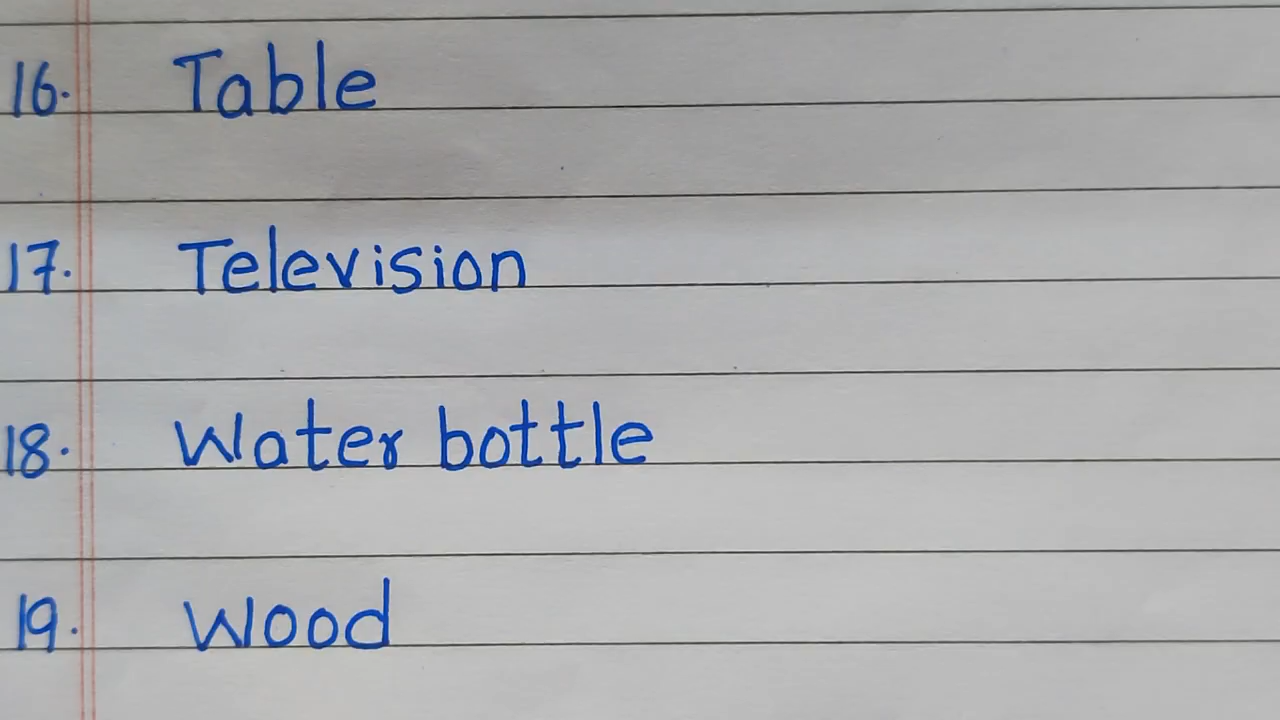 16. Table
17. Television
18. Water bottle
19. Wood